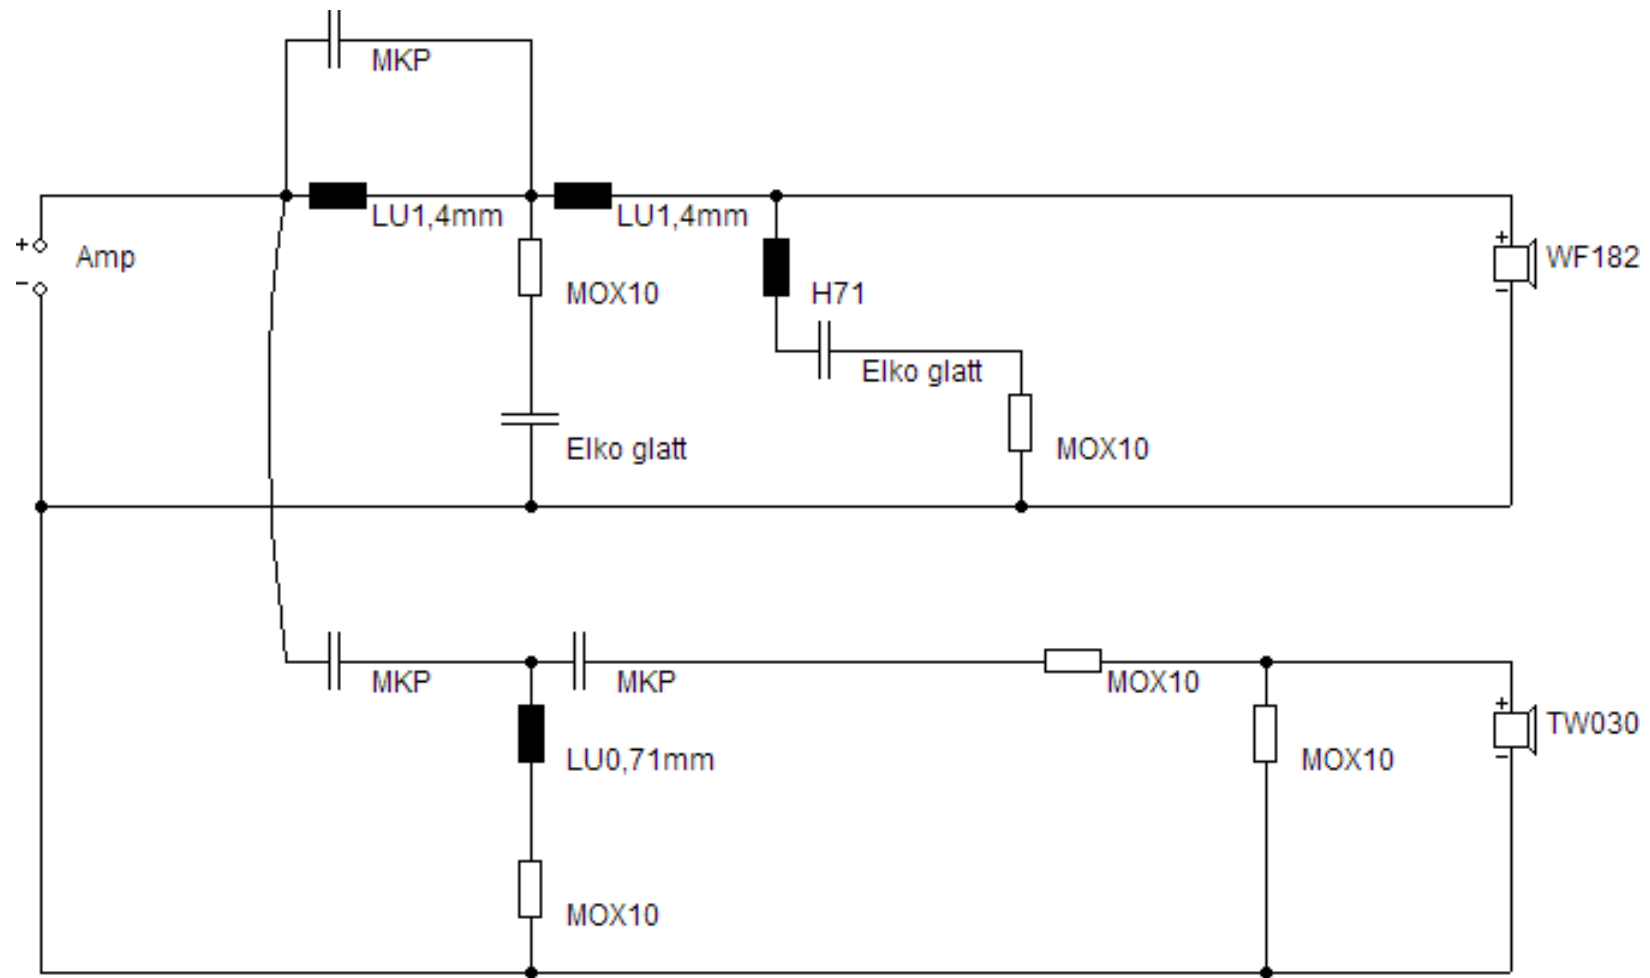 MKP
LU1,4mm
LU1,4mm
+
Amp
−
MOX10
H71
+
WF182
−
Elko glatt
Elko glatt
MOX10
MKP
MKP
MOX10
+
TW030
−
LU0,71mm
MOX10
MOX10